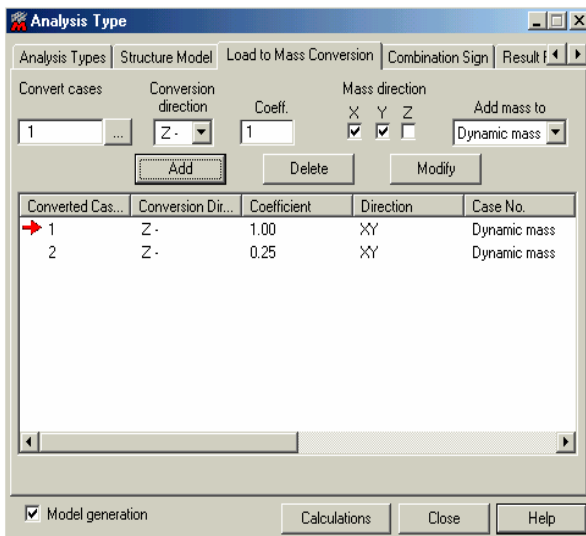 Analysis Type
Analysis Types Structure Model Load to Mass Conversion Combination Sign Result
Convert cases Conversion direction Coeff. Mass direction X Y Z Add mass to
1 ... Z - 1 Dynamic mass
Add Delete Modify
Converted Cas... Conversion Dir... Coefficient Direction Case No.
1 Z - 1.00 XY Dynamic mass
2 Z - 0.25 XY Dynamic mass
Model generation Calculations Close Help